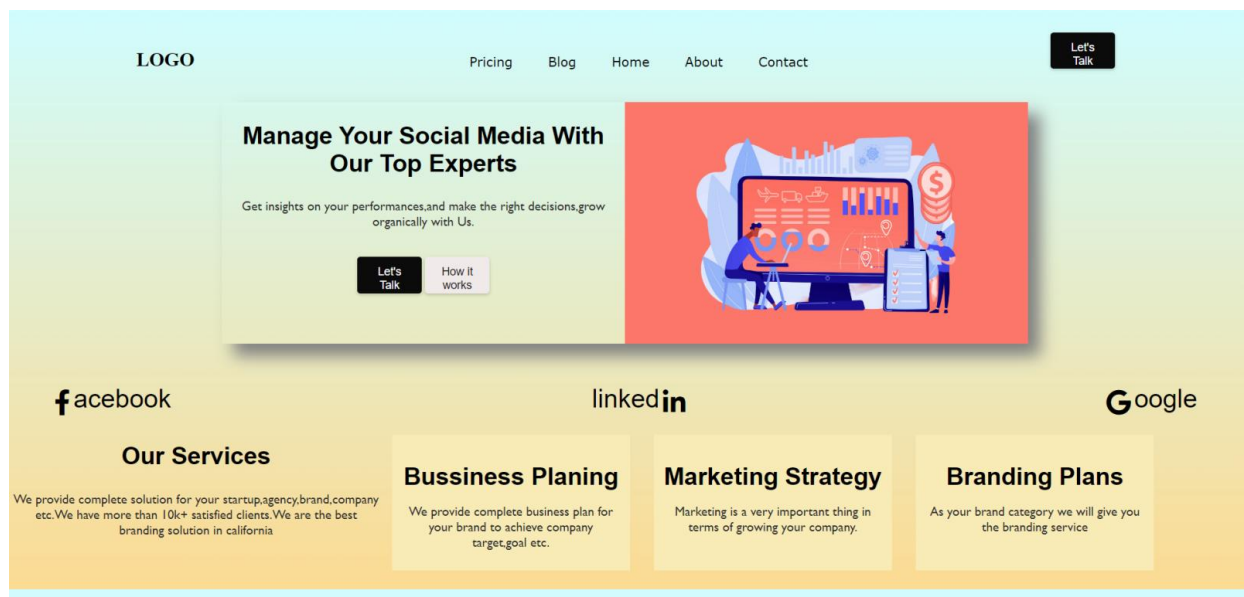 LOGO
Pricing Blog Home About Contact
Let's
Talk
Manage Your Social Media With
Our Top Experts
Get insights on your performances,and make the right decisions,grow
organically with Us.
Let's
Talk
How it
works
$
facebook
linkedin
Google
Our Services
We provide complete solution for your startup,agency,brand,company
etc.We have more than 10k+ satisfied clients.We are the best
branding solution in california
Bussiness Planing
We provide complete business plan for
your brand to achieve company
target,goal etc.
Marketing Strategy
Marketing is a very important thing in
terms of growing your company.
Branding Plans
As your brand category we will give you
the branding service